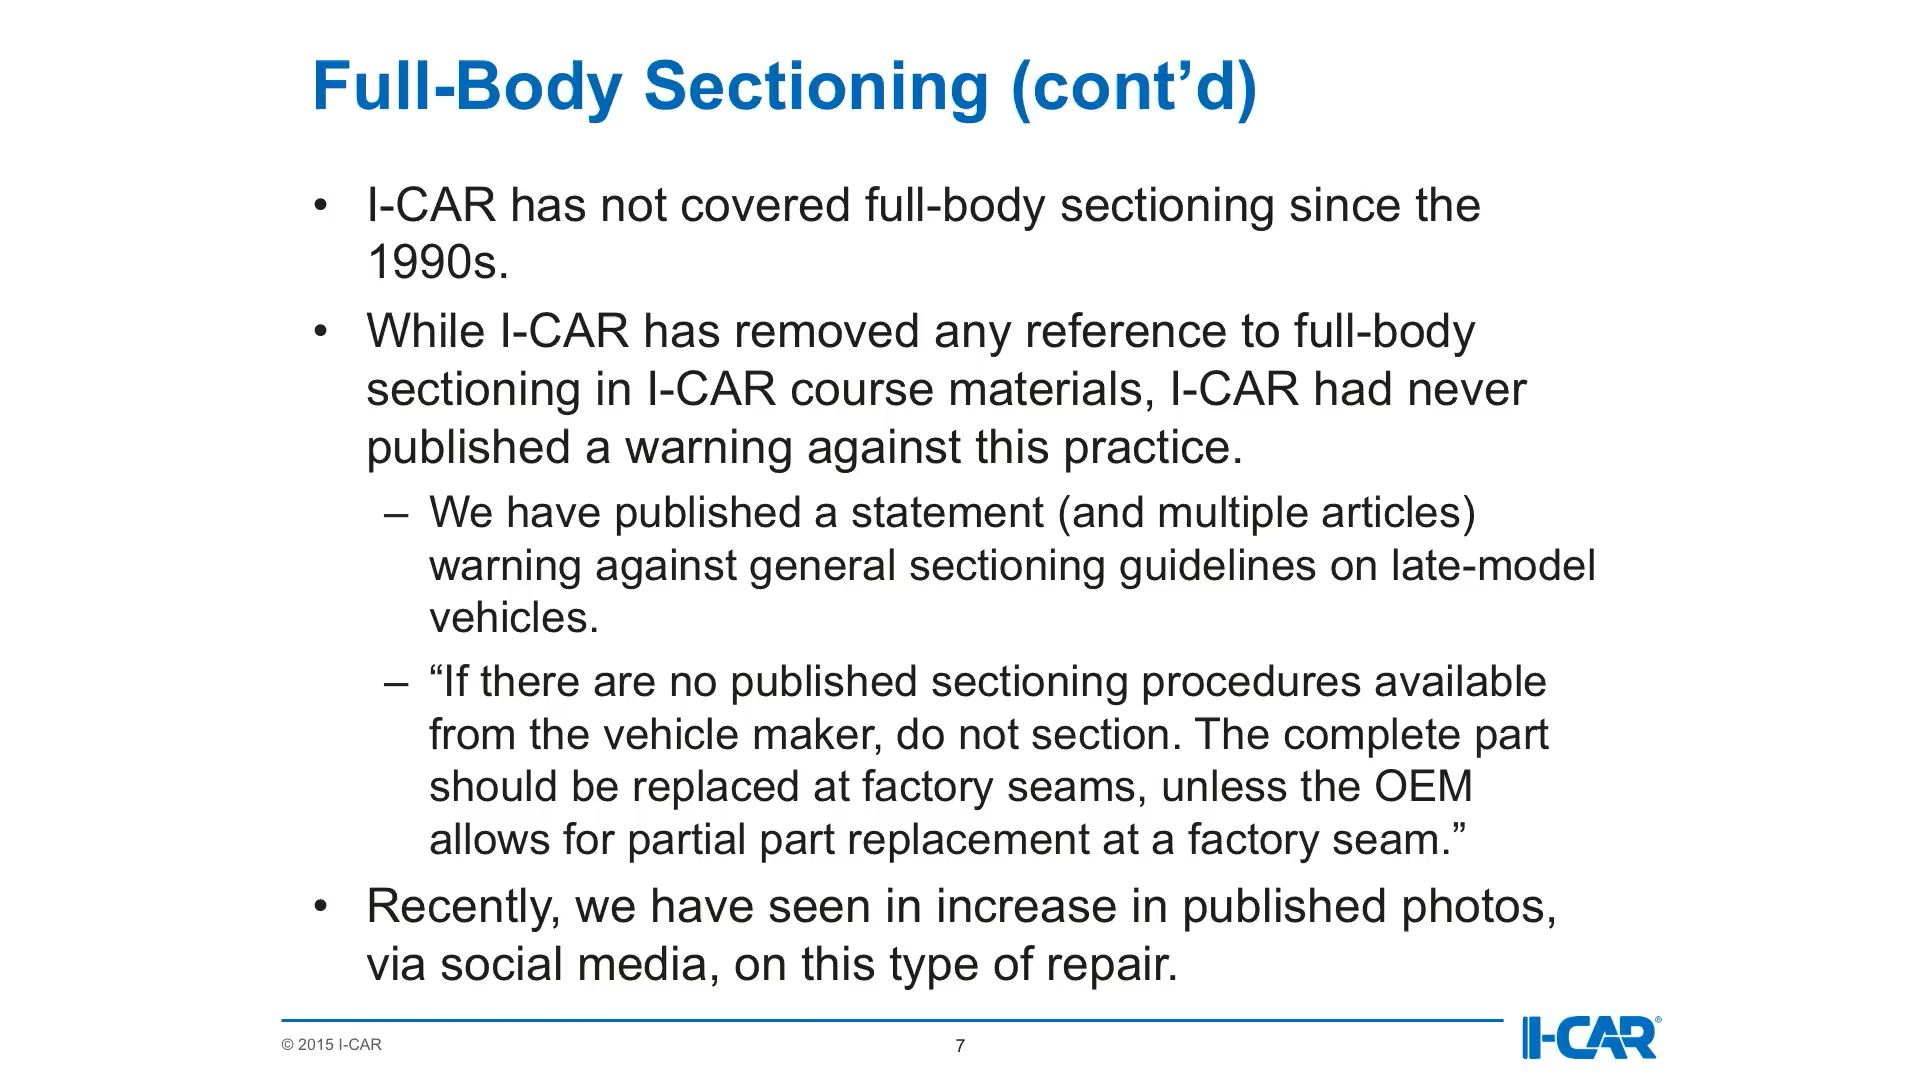 Full-Body Sectioning (cont’d)
• I-CAR has not covered full-body sectioning since the
1990s.
• While I-CAR has removed any reference to full-body
sectioning in I-CAR course materials, I-CAR had never
published a warning against this practice.
– We have published a statement (and multiple articles)
warning against general sectioning guidelines on late-model
vehicles.
– “If there are no published sectioning procedures available
from the vehicle maker, do not section. The complete part
should be replaced at factory seams, unless the OEM
allows for partial part replacement at a factory seam.”
• Recently, we have seen in increase in published photos,
via social media, on this type of repair.
© 2015 I-CAR
7
I-CAR®